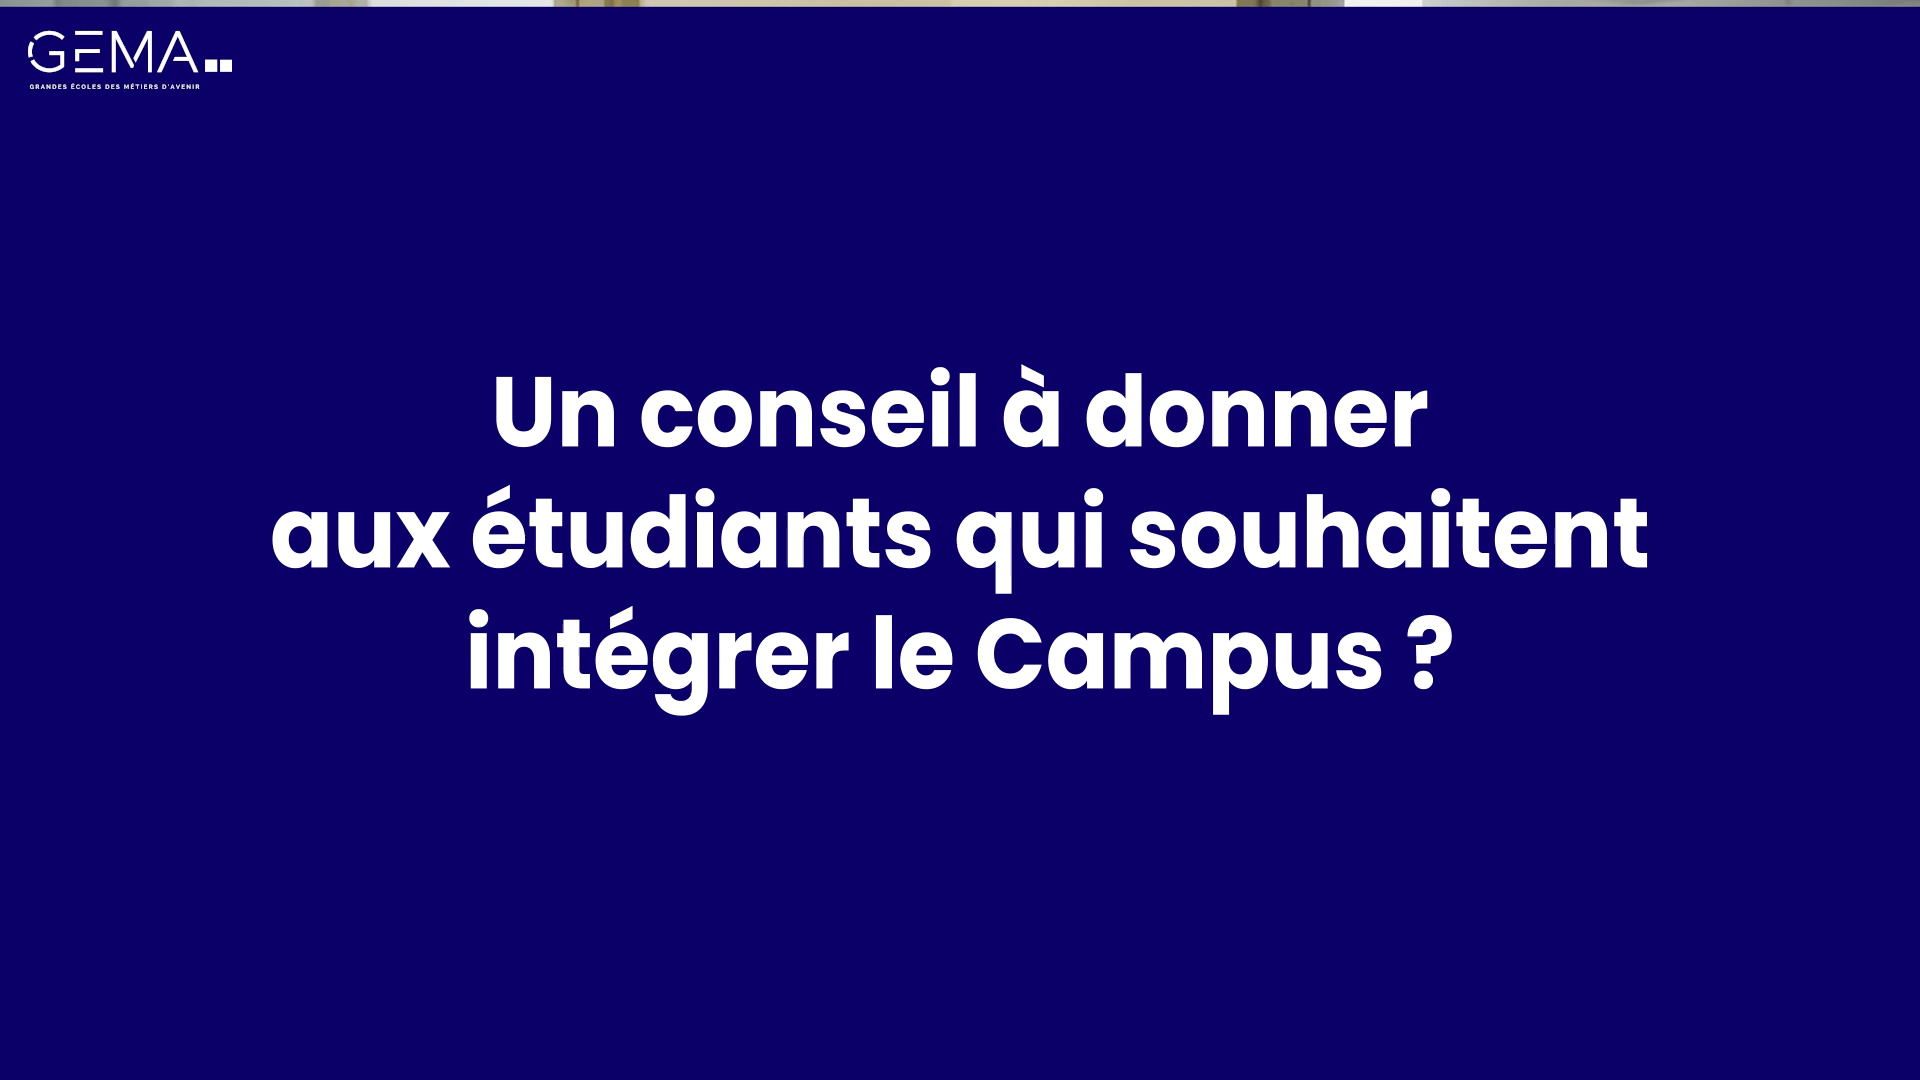 GEMA
GRANDES ÉCOLES DES MÉTIERS D'AVENIR
Un conseil à donner
aux étudiants qui souhaitent
intégrer le Campus ?